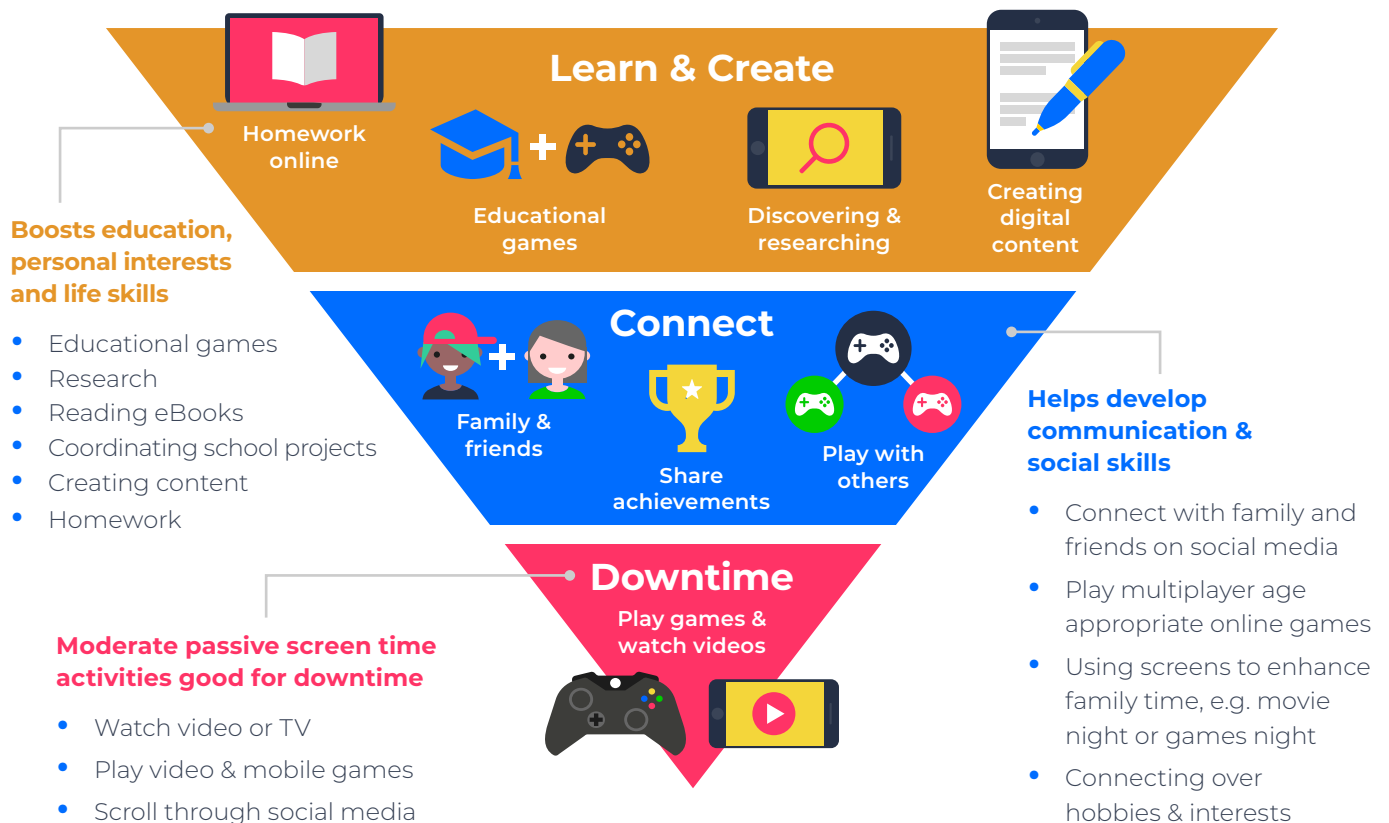 Learn & Create
Homework
online
Educational
games
Discovering &
researching
Creating
digital
content
Boosts education,
personal interests
and life skills
• Educational games
• Research
• Reading eBooks
• Coordinating school projects
• Creating content
• Homework
Connect
Family &
friends
Share
achievements
Play with
others
Helps develop
communication &
social skills
• Connect with family and
friends on social media
• Play multiplayer age
appropriate online games
• Using screens to enhance
family time, e.g. movie
night or games night
• Connecting over
hobbies & interests
Downtime
Play games &
watch videos
Moderate passive screen time
activities good for downtime
• Watch video or TV
• Play video & mobile games
• Scroll through social media